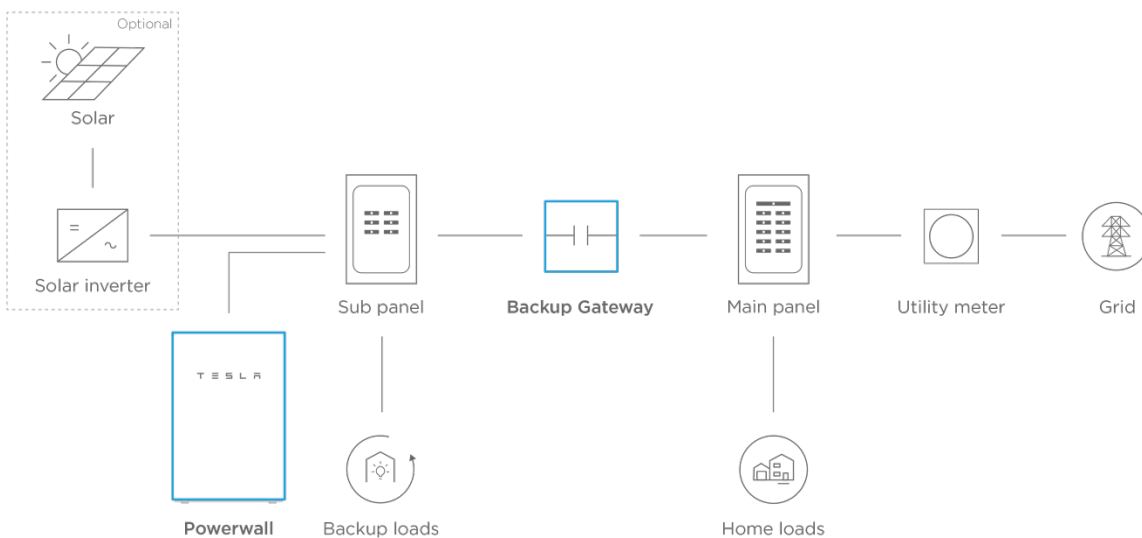 Optional
Solar
Solar inverter
Sub panel
Backup Gateway
Main panel
Utility meter
Grid
TESLA
Powerwall
Backup loads
Home loads